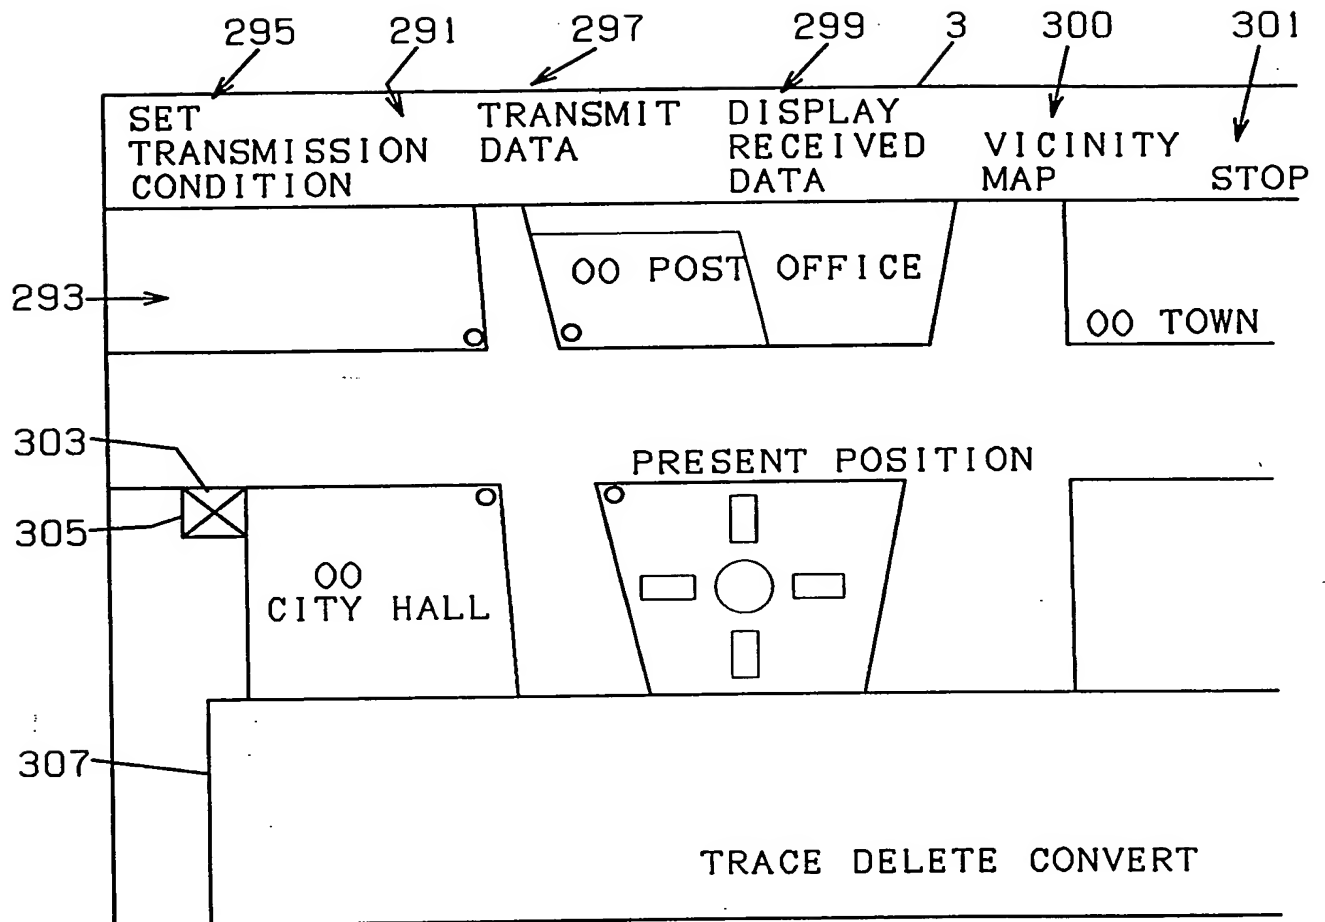 295 291 297 299 3 300 301
SET
TRANSMISSION
CONDITION
TRANSMIT
DATA
DISPLAY
RECEIVED
DATA
VICINITY
MAP
STOP
293
OO POST OFFICE
OO TOWN
303
305
PRESENT POSITION
OO
CITY HALL
307
TRACE DELETE CONVERT